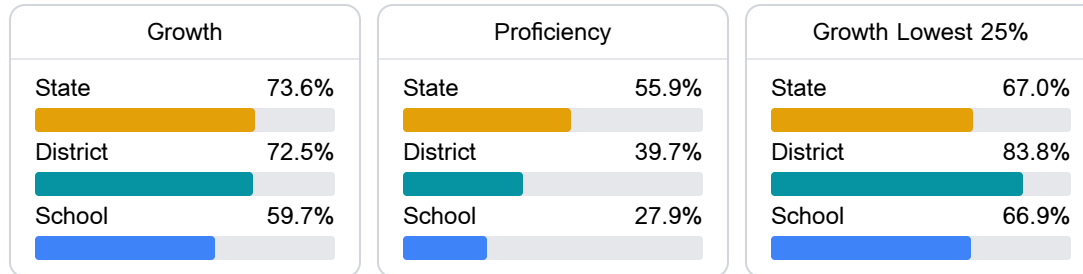 Growth
State 73.6%
District 72.5%
School 59.7%
Proficiency
State 55.9%
District 39.7%
School 27.9%
Growth Lowest 25%
State 67.0%
District 83.8%
School 66.9%